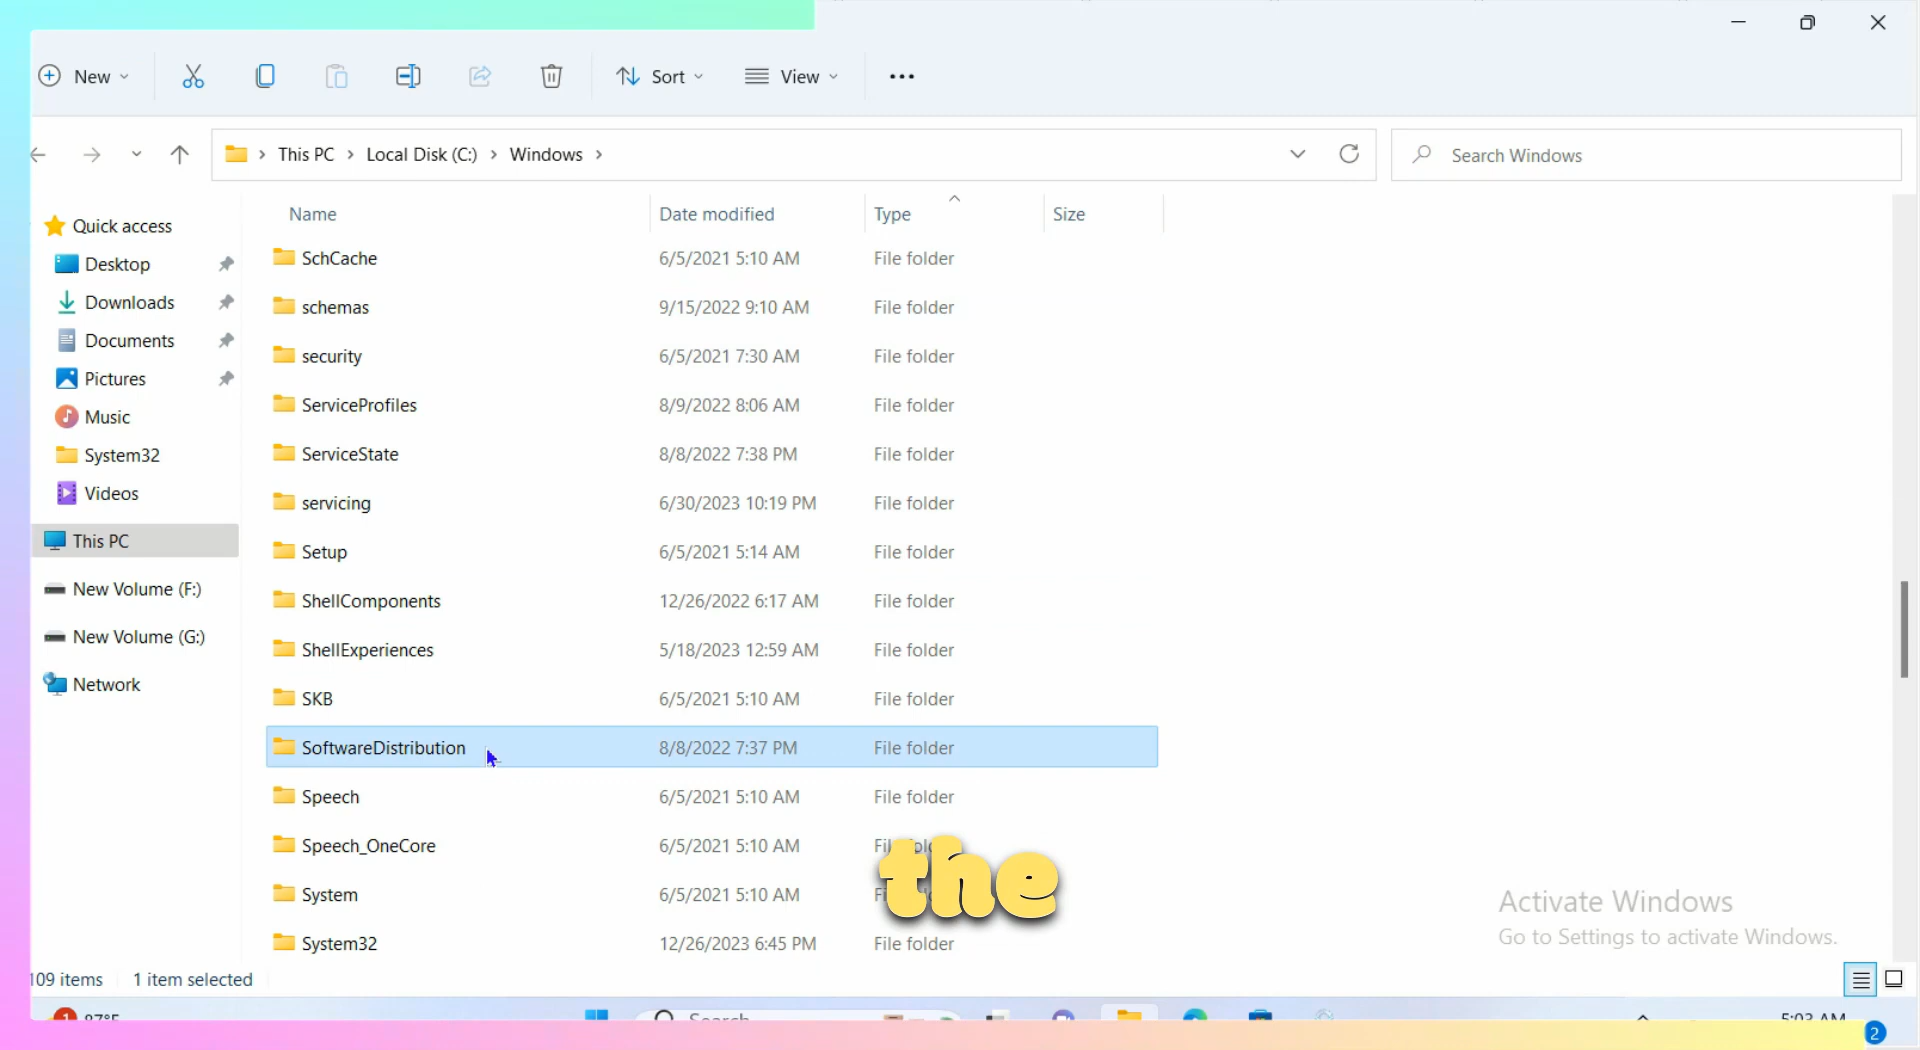 New
Sort
View
This PC
Local Disk (C:)
Windows
Search Windows
Name
Date modified
Type
Size
Quick access
Desktop
Downloads
Documents
Pictures
Music
System32
Videos
This PC
New Volume (F:)
New Volume (G:)
Network
SchCache 6/5/2021 5:10 AM File folder
schemas 9/15/2022 9:10 AM File folder
security 6/5/2021 7:30 AM File folder
ServiceProfiles 8/9/2022 8:06 AM File folder
ServiceState 8/8/2022 7:38 PM File folder
servicing 6/30/2023 10:19 PM File folder
Setup 6/5/2021 5:14 AM File folder
ShellComponents 12/26/2022 6:17 AM File folder
ShellExperiences 5/18/2023 12:59 AM File folder
SKB 6/5/2021 5:10 AM File folder
SoftwareDistribution 8/8/2022 7:37 PM File folder
Speech 6/5/2021 5:10 AM File folder
Speech_OneCore 6/5/2021 5:10 AM
System 6/5/2021 5:10 AM
System32 12/26/2023 6:45 PM File folder
the
Activate Windows
Go to Settings to activate Windows.
109 items
1 item selected
1
87°F
Search
5:03 AM
2